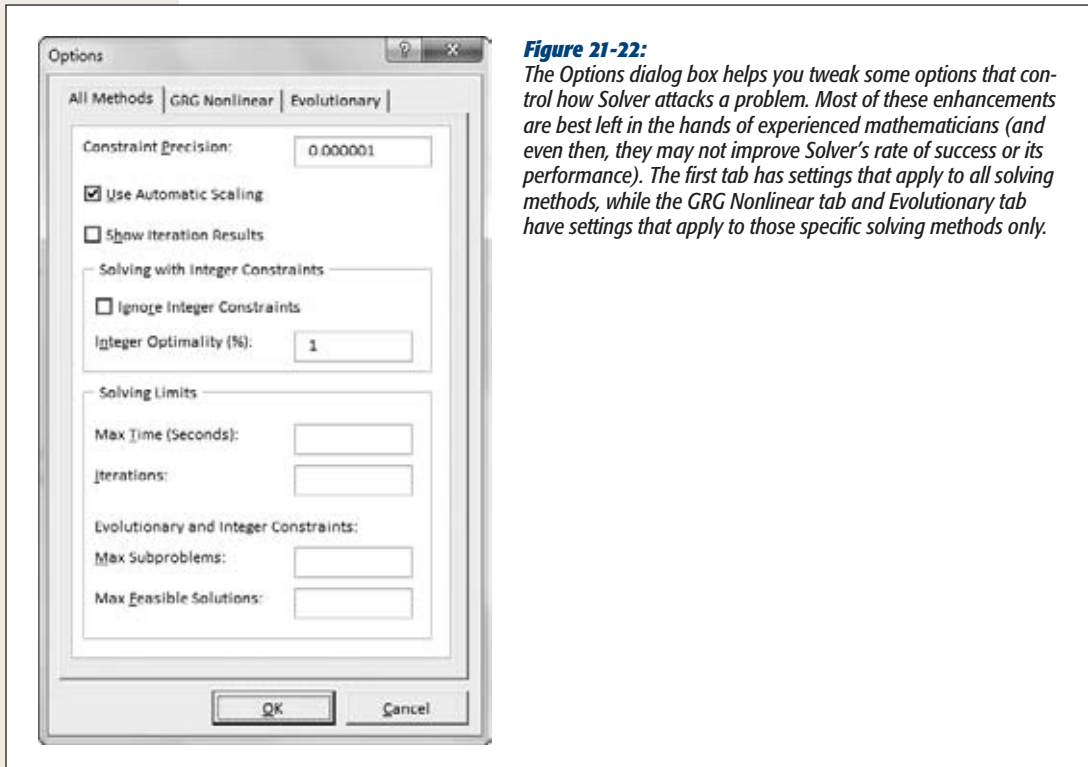 Options
?
All Methods
GRG Nonlinear
Evolutionary
Constraint Precision:
0.000001
Use Automatic Scaling
Show Iteration Results
Solving with Integer Constraints
Ignore Integer Constraints
Integer Optimality (%):
1
Solving Limits
Max Time (Seconds):
Iterations:
Evolutionary and Integer Constraints:
Max Subproblems:
Max Feasible Solutions:
OK
Cancel
Figure 21-22:
The Options dialog box helps you tweak some options that con-
trol how Solver attacks a problem. Most of these enhancements
are best left in the hands of experienced mathematicians (and
even then, they may not improve Solver's rate of success or its
performance). The first tab has settings that apply to all solving
methods, while the GRG Nonlinear tab and Evolutionary tab
have settings that apply to those specific solving methods only.